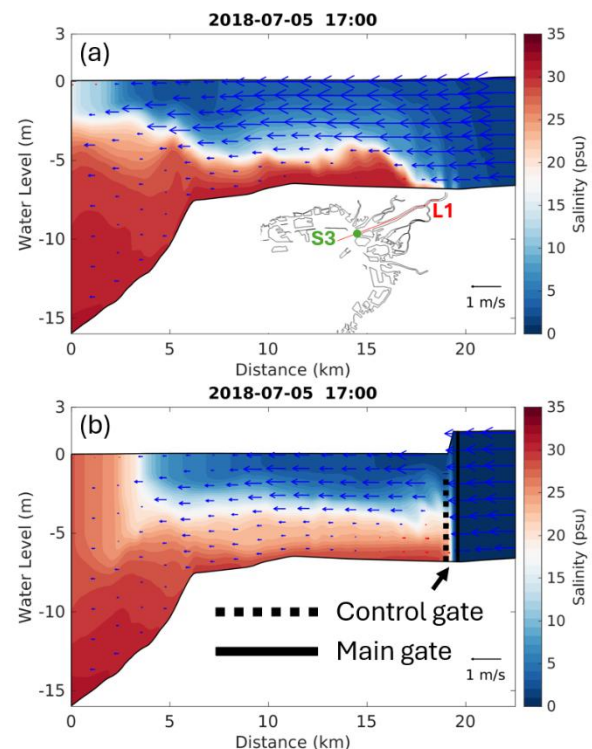 2018-07-05 17:00
(a)
3
0
-5
-10
-15
Water Level (m)
S3
L1
1 m/s
0 5 10 15 20
Distance (km)
35
30
25
20
15
10
5
0
Salinity (psu)
2018-07-05 17:00
(b)
3
0
-5
-10
-15
Water Level (m)
Control gate
Main gate
1 m/s
0 5 10 15 20
Distance (km)
35
30
25
20
15
10
5
0
Salinity (psu)